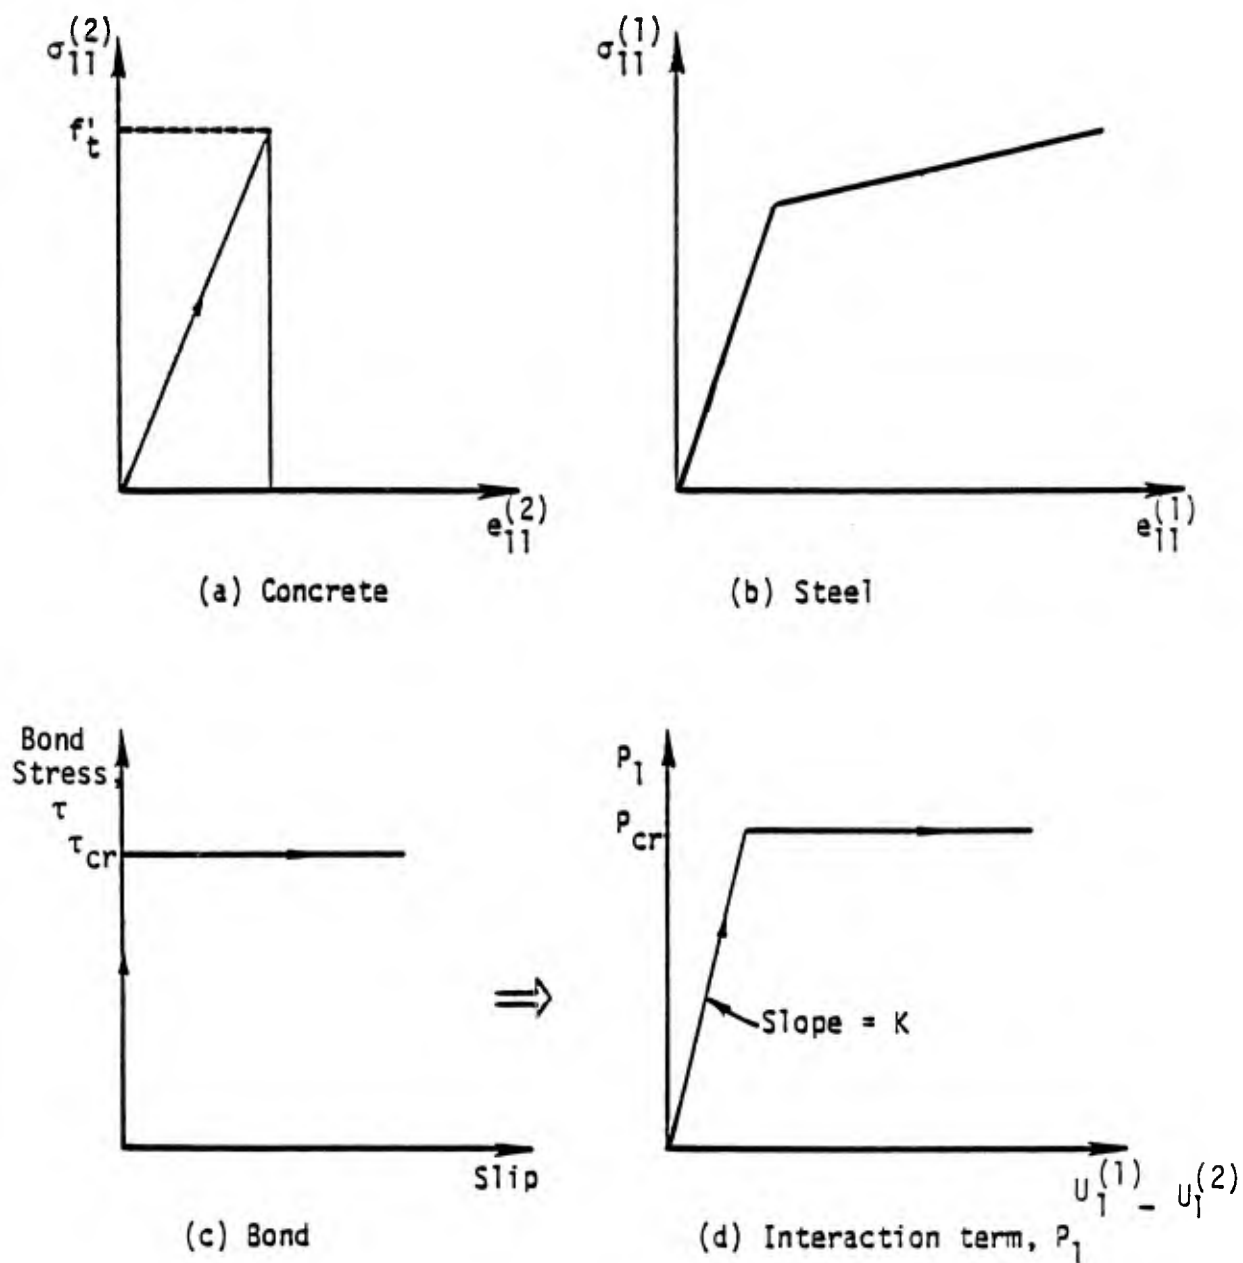 σ₁₁⁽²⁾
f't
e₁₁⁽²⁾
(a) Concrete
σ₁₁⁽¹⁾
e₁₁⁽¹⁾
(b) Steel
Bond
Stress,
τ
τcr
Slip
(c) Bond
⇒
P₁
Pcr
Slope = K
U₁⁽¹⁾ - U₁⁽²⁾
(d) Interaction term, P₁